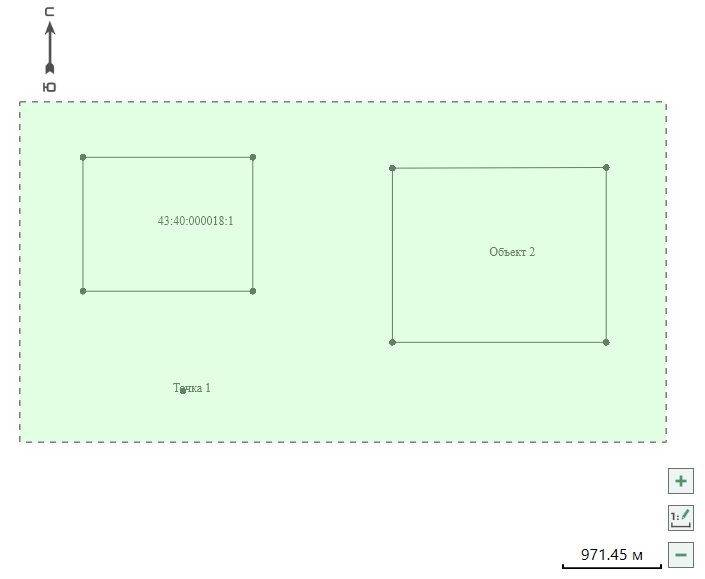 С
Ю
43:40:000018:1
Объект 2
Точка 1
1:
971.45 м